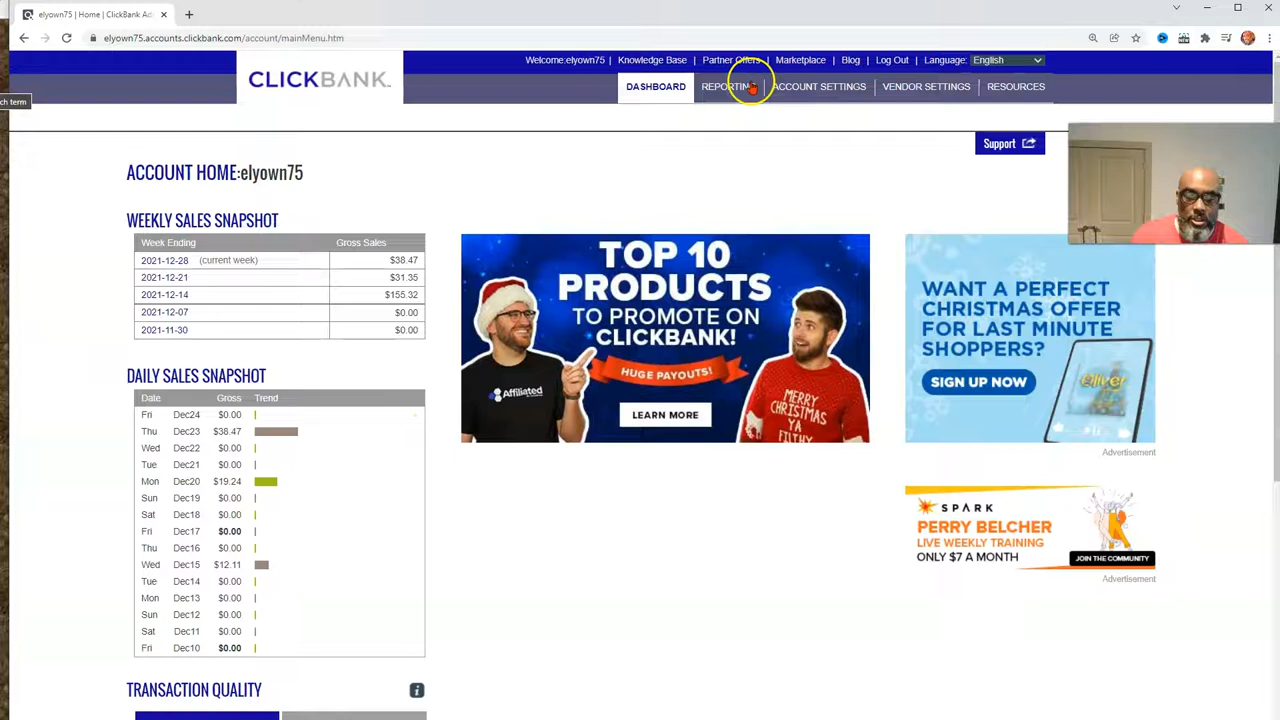 elyown75 | Home | ClickBank Ad
elyown75.accounts.clickbank.com/account/mainMenu.htm
Welcome:elyown75 | Knowledge Base | Partner Offers | Marketplace | Blog | Log Out | Language: English
CLICKBANK
DASHBOARD REPORTING ACCOUNT SETTINGS VENDOR SETTINGS RESOURCES
ch term
Support
ACCOUNT HOME:elyown75
WEEKLY SALES SNAPSHOT
Week Ending Gross Sales
2021-12-28 (current week) $38.47
2021-12-21 $31.35
2021-12-14 $155.32
2021-12-07 $0.00
2021-11-30 $0.00
TOP 10
PRODUCTS
TO PROMOTE ON
CLICKBANK!
HUGE PAYOUTS!
Affiliated
MERRY
CHRISTMAS
YA
FILTHY
LEARN MORE
WANT A PERFECT
CHRISTMAS OFFER
FOR LAST MINUTE
SHOPPERS?
SIGN UP NOW
Advertisement
DAILY SALES SNAPSHOT
Date Gross Trend
Fri Dec24 $0.00
Thu Dec23 $38.47
Wed Dec22 $0.00
Tue Dec21 $0.00
Mon Dec20 $19.24
Sun Dec19 $0.00
Sat Dec18 $0.00
Fri Dec17 $0.00
Thu Dec16 $0.00
Wed Dec15 $12.11
Tue Dec14 $0.00
Mon Dec13 $0.00
Sun Dec12 $0.00
Sat Dec11 $0.00
Fri Dec10 $0.00
SPARK
PERRY BELCHER
LIVE WEEKLY TRAINING
ONLY $7 A MONTH
JOIN THE COMMUNITY
Advertisement
TRANSACTION QUALITY